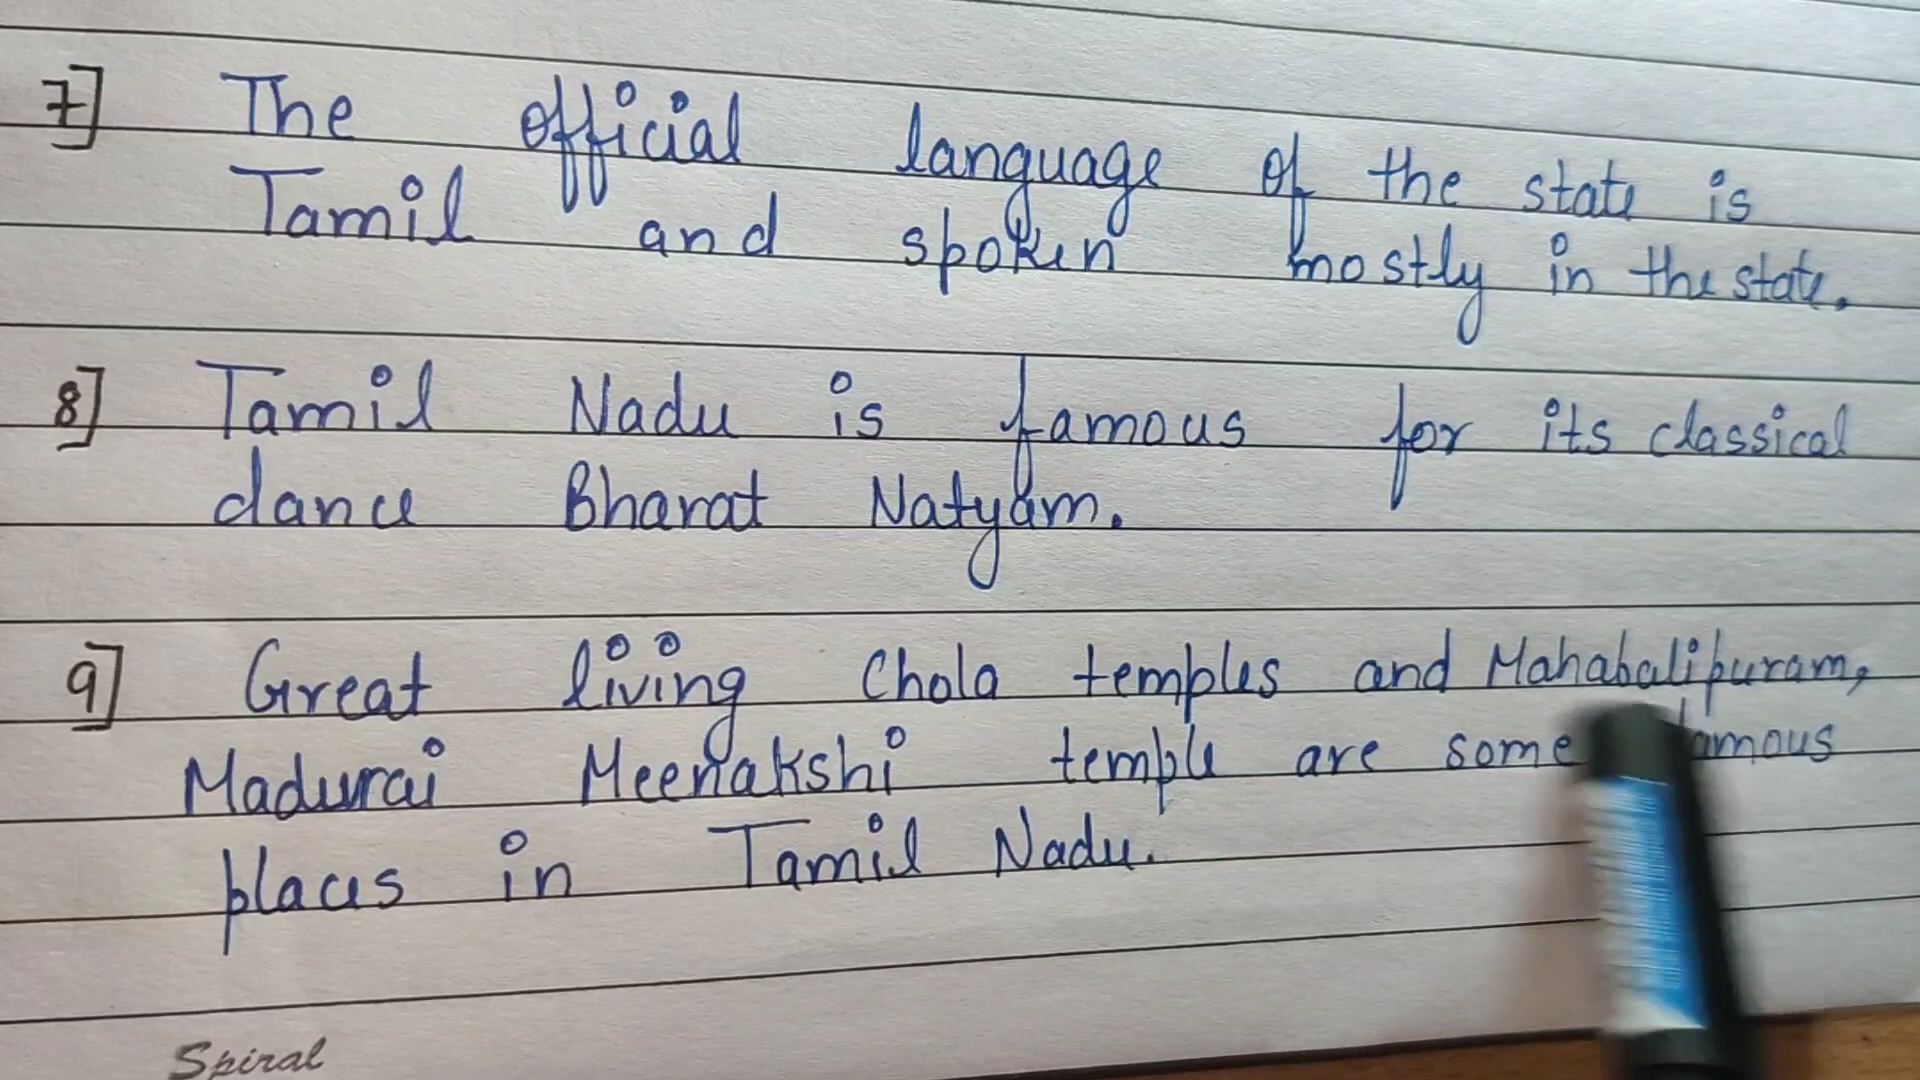 7] The official language of the state is
Tamil and spoken mostly in the state.
8] Tamil Nadu is famous for its classical
dance Bharat Natyam.
9] Great living Chola temples and Mahabalipuram,
Madurai Meenakshi temple are some famous
places in Tamil Nadu.
Spiral